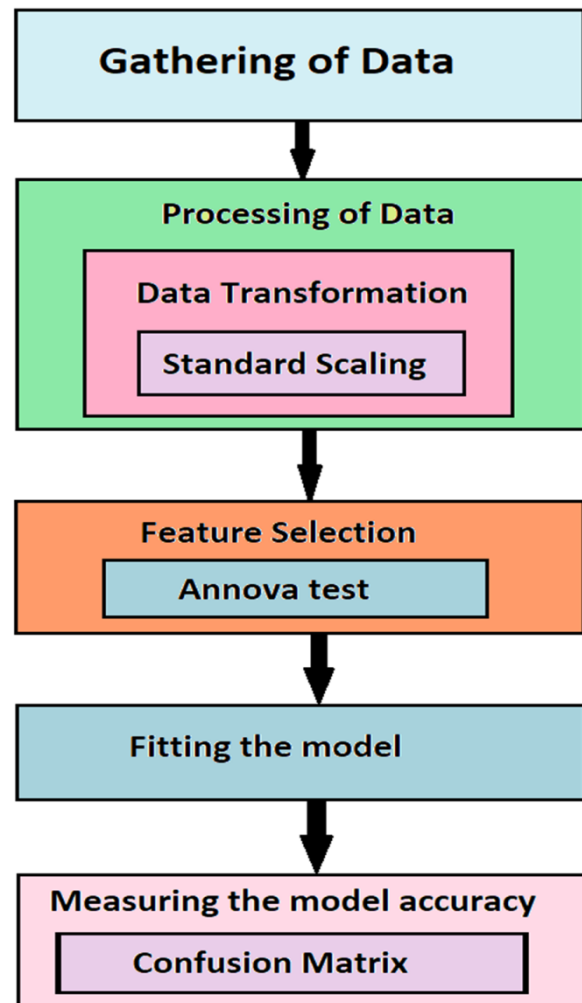 Gathering of Data
Processing of Data
Data Transformation
Standard Scaling
Feature Selection
Annova test
Fitting the model
Measuring the model accuracy
Confusion Matrix